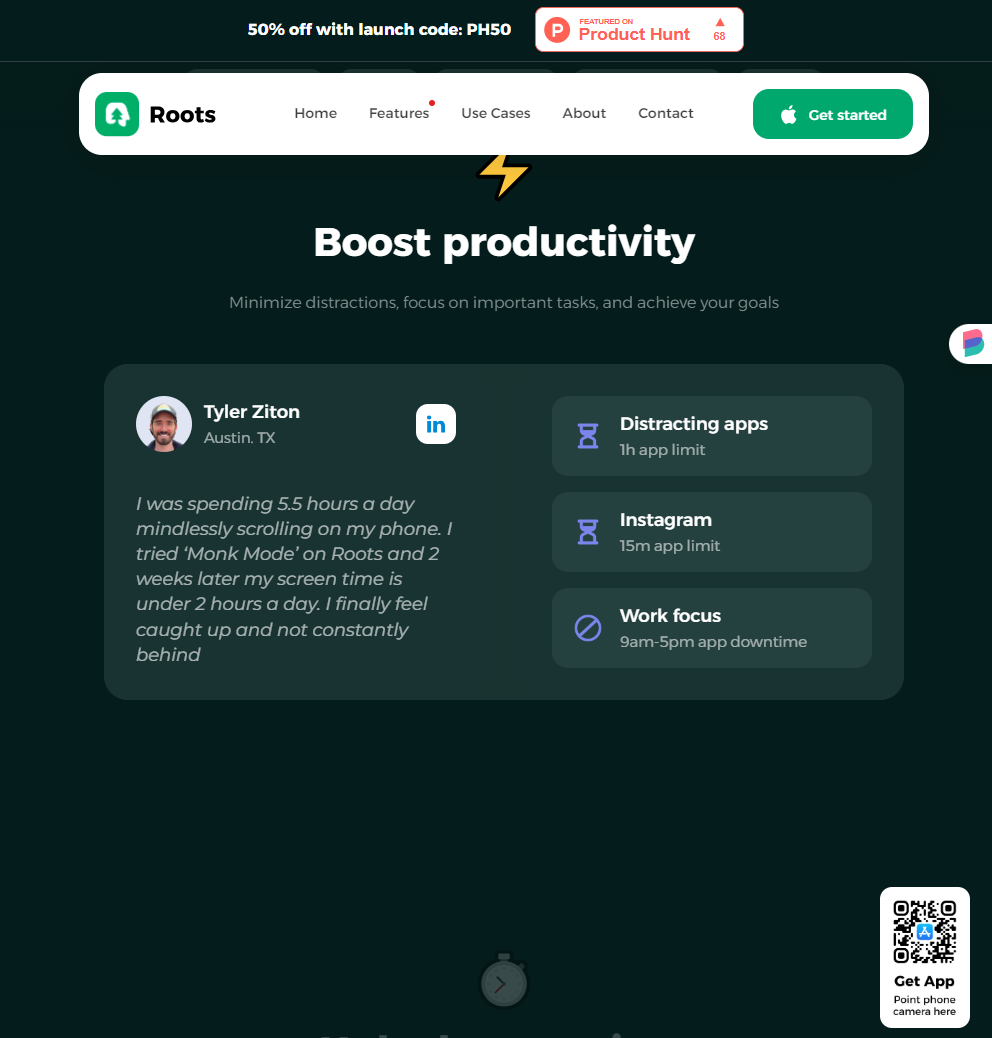 50% off with launch code: PH50
FEATURED ON
Product Hunt
68
Roots
Home
Features
Use Cases
About
Contact
Get started
Boost productivity
Minimize distractions, focus on important tasks, and achieve your goals
Tyler Ziton
Austin, TX
I was spending 5.5 hours a day
mindlessly scrolling on my phone. I
tried ‘Monk Mode’ on Roots and 2
weeks later my screen time is
under 2 hours a day. I finally feel
caught up and not constantly
behind
Distracting apps
1h app limit
Instagram
15m app limit
Work focus
9am-5pm app downtime
Get App
Point phone
camera here